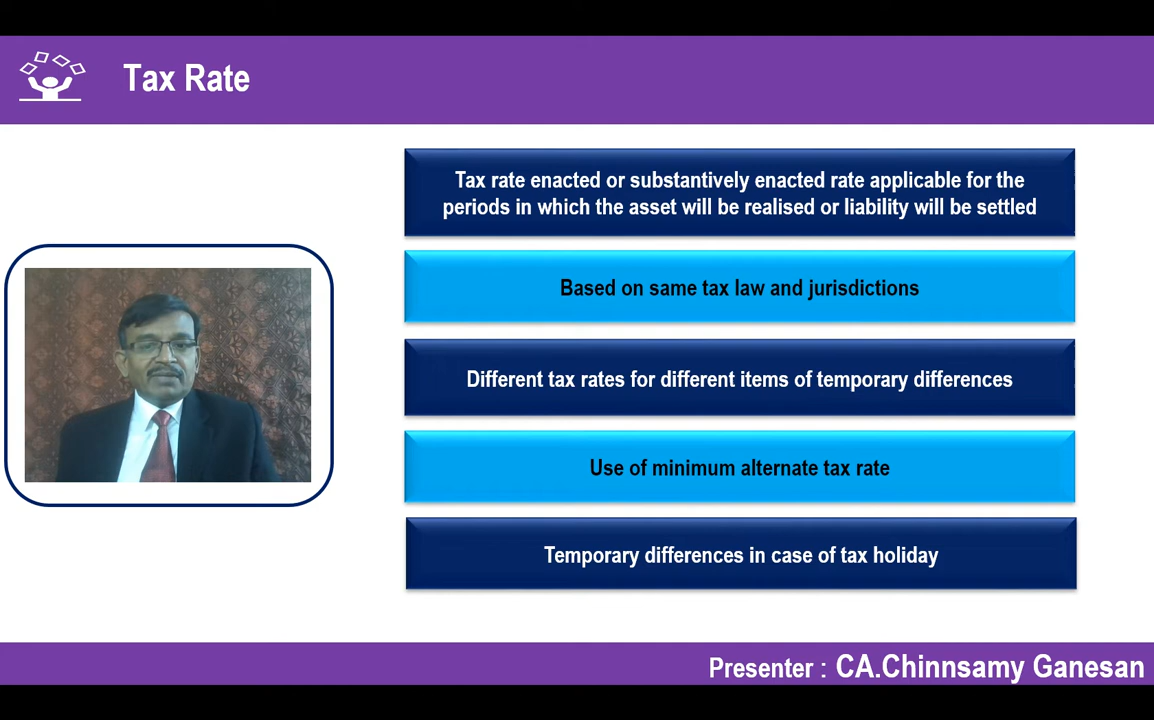 Tax Rate
Tax rate enacted or substantively enacted rate applicable for the
periods in which the asset will be realised or liability will be settled
Based on same tax law and jurisdictions
Different tax rates for different items of temporary differences
Use of minimum alternate tax rate
Temporary differences in case of tax holiday
Presenter : CA.Chinnsamy Ganesan